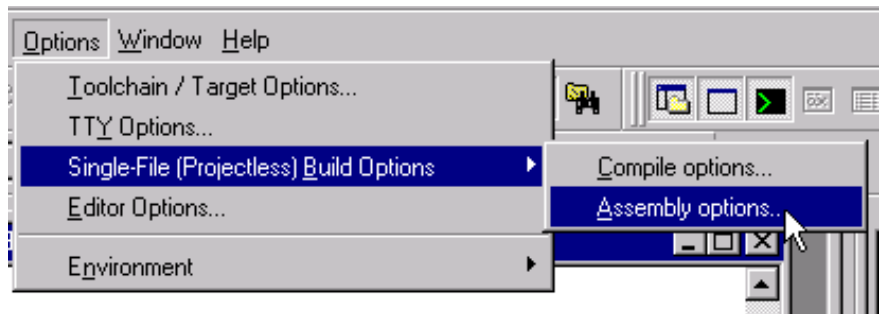 Options Window Help
Toolchain / Target Options...
TTY Options...
Single-File (Projectless) Build Options
Compile options...
Editor Options...
Assembly options...
Environment